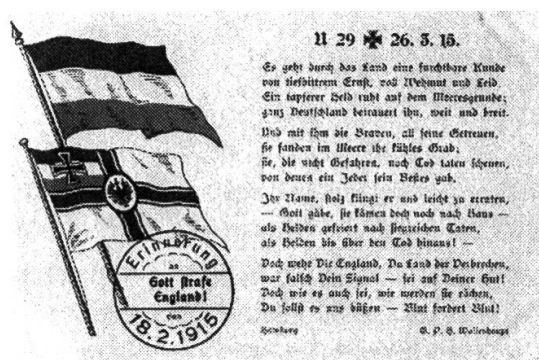 U 29 ✠ 26. 3. 15.
Es geht durch das Land eine furchtbare Kunde
von tiefbittrem Ernst, voll Wehmut und Leid.
Ein tapferer Held ruht auf dem Meeresgrunde;
ganz Deutschland betrauert ihn, weit und breit.
Und mit ihm die Braven, all seine Getreuen,
sie fanden im Meere ihr kühles Grab;
sie, die nicht Gefahren, noch Tod taten scheuen,
von denen ein Jeder sein Bestes gab.
Ihr Name, stolz klingt er und leicht zu erraten,
— Gott gäbe, sie kämen doch noch nach Haus —
als Helden gefeiert nach siegreichen Taten,
als Helden bis über den Tod hinaus! —
Doch wehe Dir England, Du Land der Verbrechen,
war falsch Dein Signal — sei auf Deiner Hut!
Doch wie es auch sei, wir werden sie rächen,
Du sollst es uns büßen — Blut fordert Blut!
Hamburg
G. P. H. Wollenhaupt
Erinnerung
an
Gott strafe
England!
vom
18.2.1915